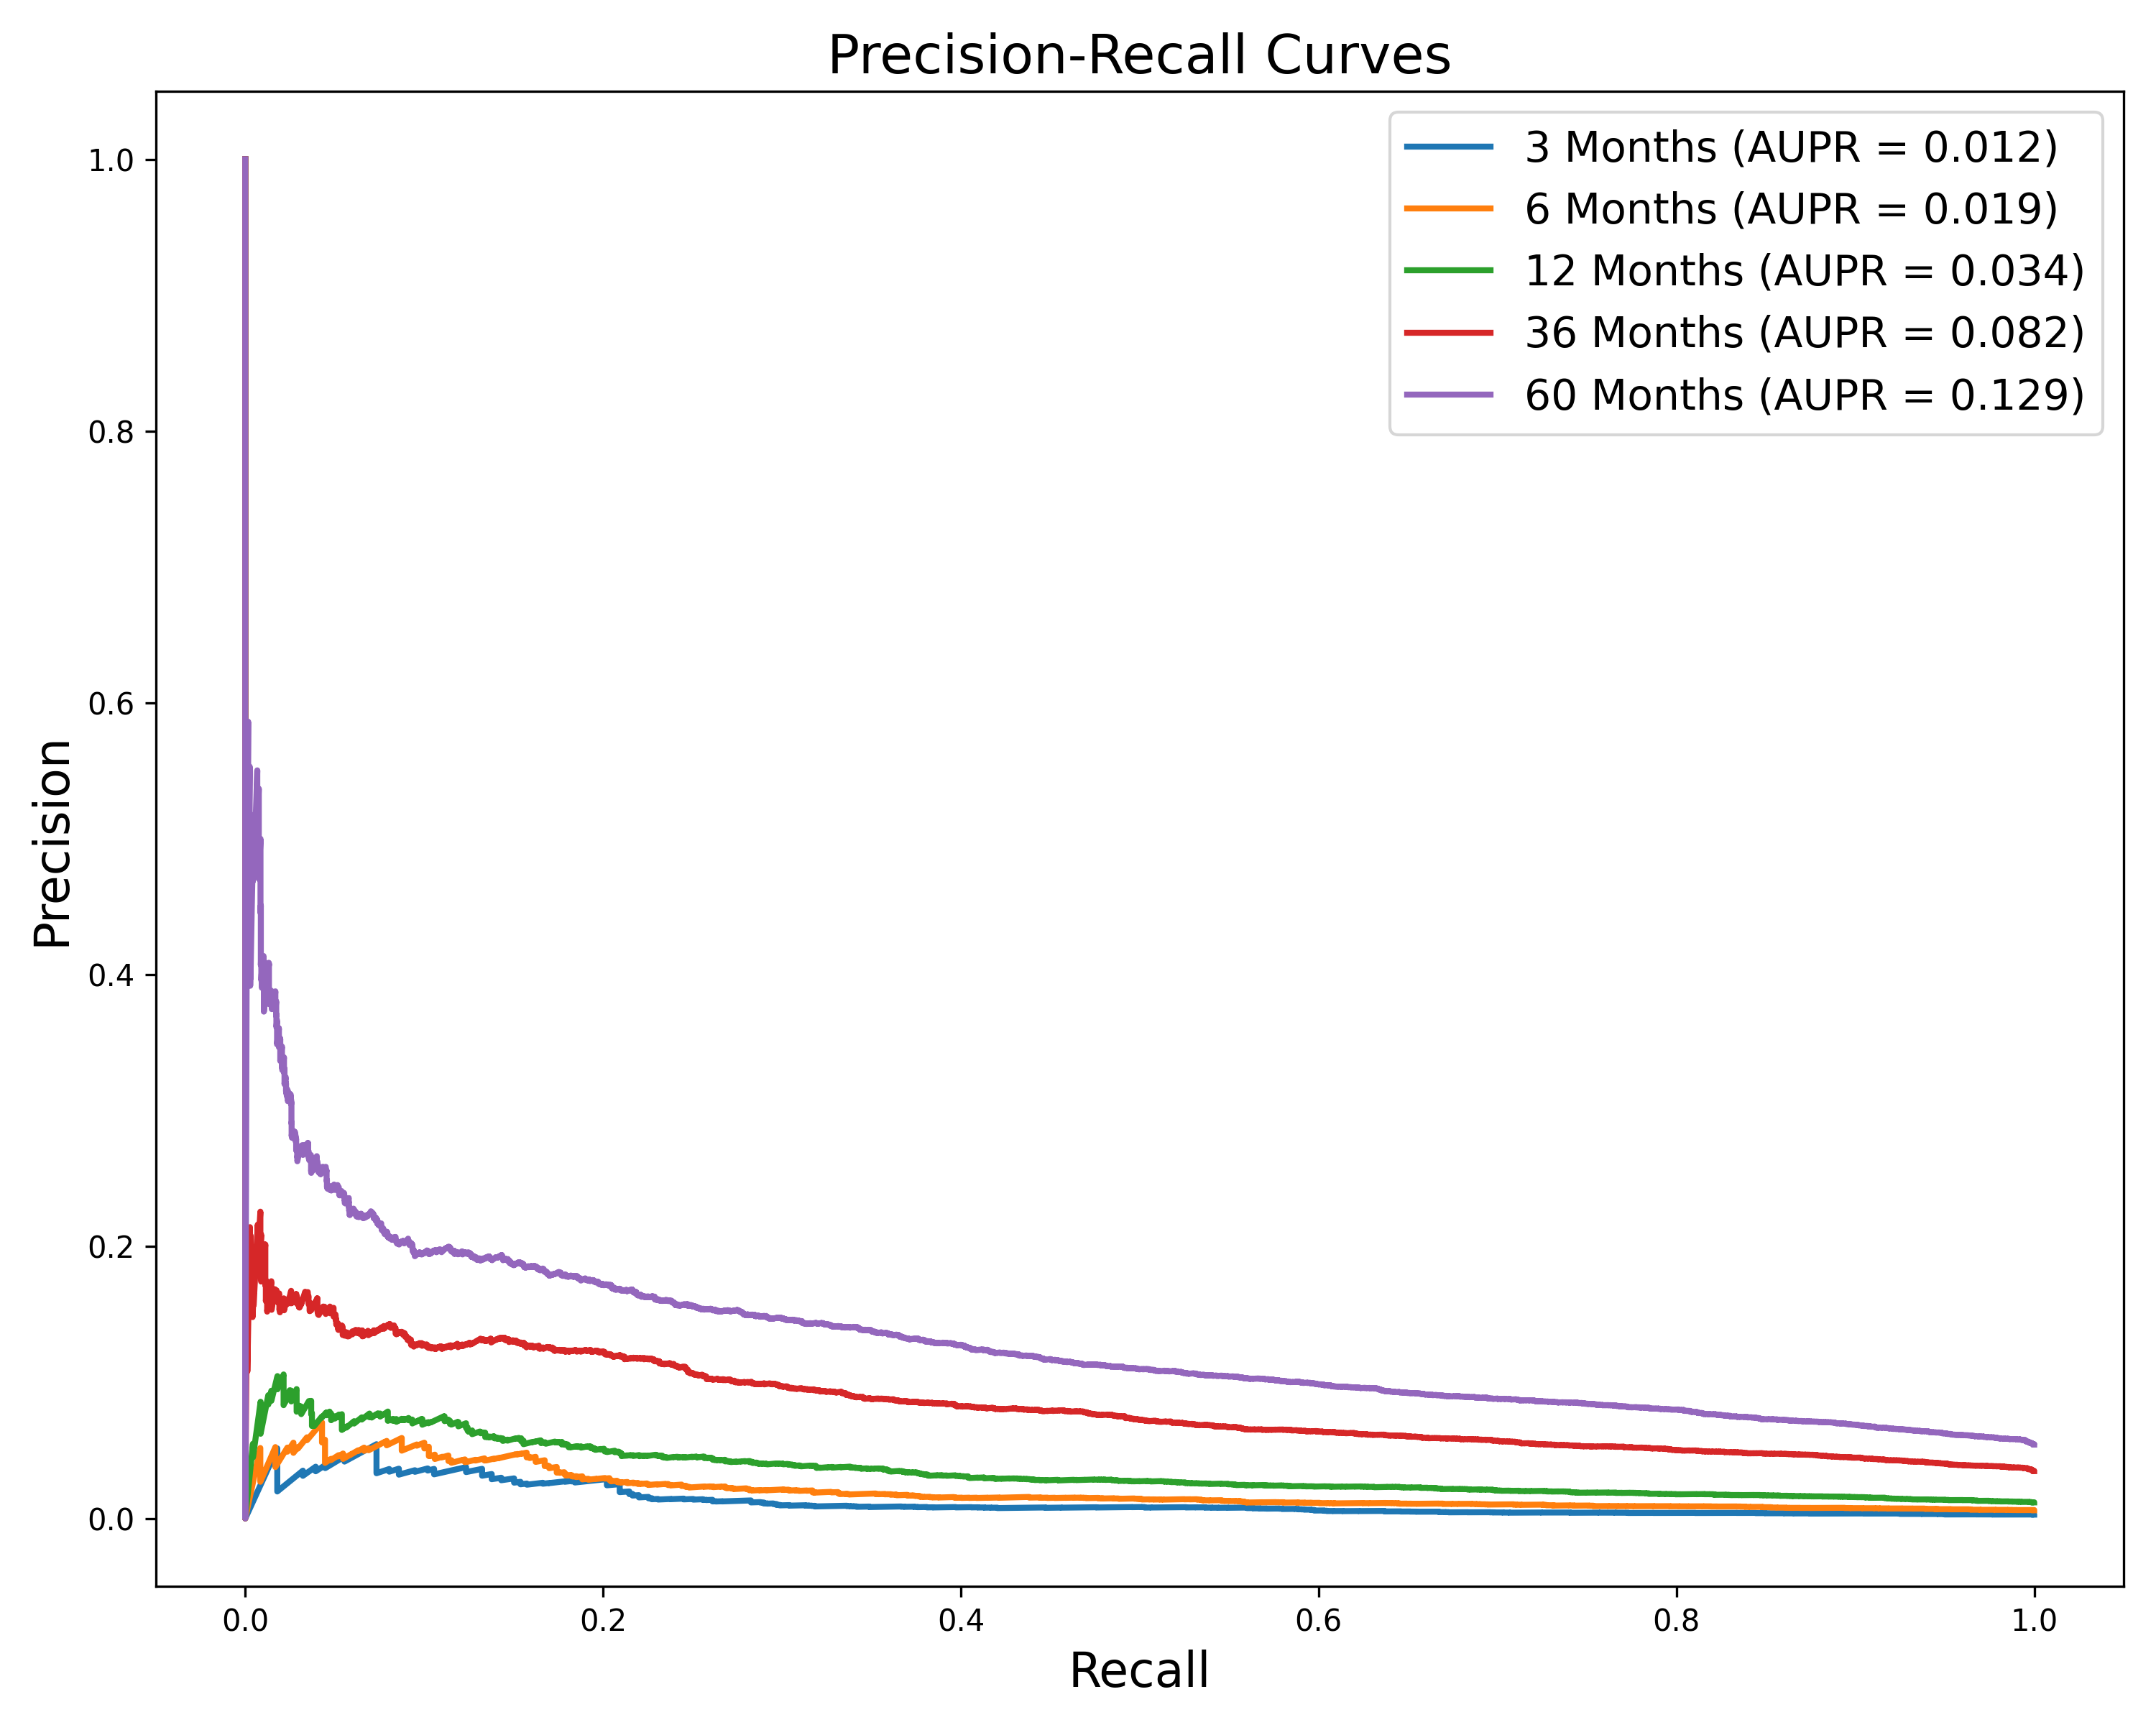 Precision-Recall Curves
3 Months (AUPR = 0.012)
6 Months (AUPR = 0.019)
12 Months (AUPR = 0.034)
36 Months (AUPR = 0.082)
60 Months (AUPR = 0.129)
Precision
1.0
0.8
0.6
0.4
0.2
0.0
0.0 0.2 0.4 0.6 0.8 1.0
Recall